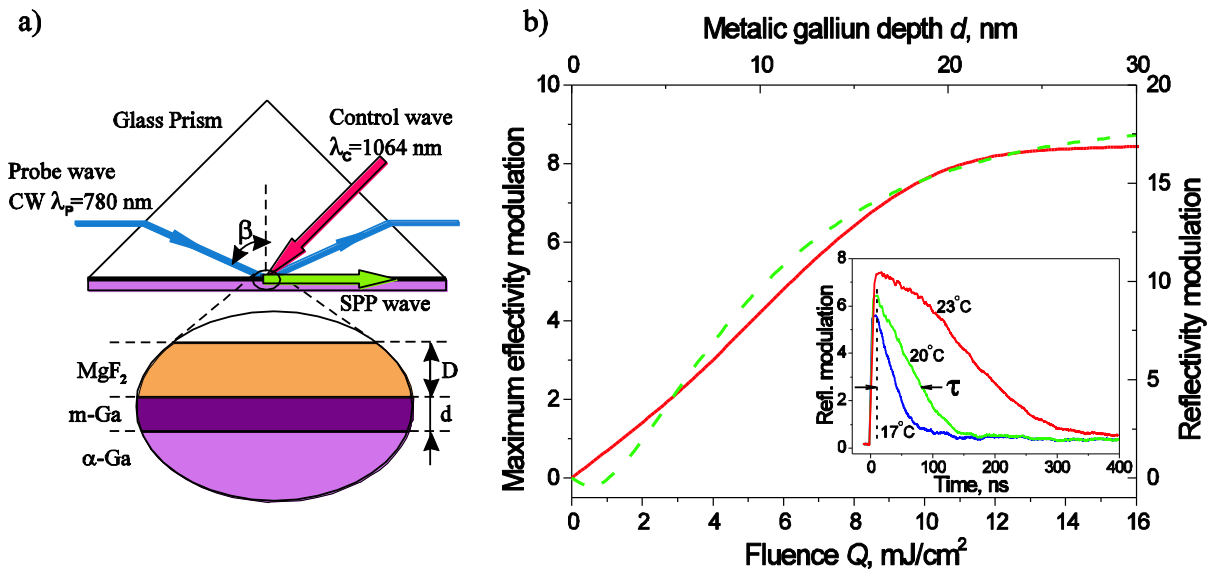 a)
Glass Prism
Control wave
λC=1064 nm
Probe wave
CW λP=780 nm
β
SPP wave
MgF2
D
m-Ga
d
α-Ga
b)
Metalic galliun depth d, nm
0 10 20 30
10
8
6
4
2
0
Maximum eflectivity modulation
20
15
10
5
0
Reflectivity modulation
8
6
4
2
0
Refl. modulation
23°C
20°C
τ
17°C
0 100 200 300 400
Time, ns
0 2 4 6 8 10 12 14 16
Fluence Q, mJ/cm²